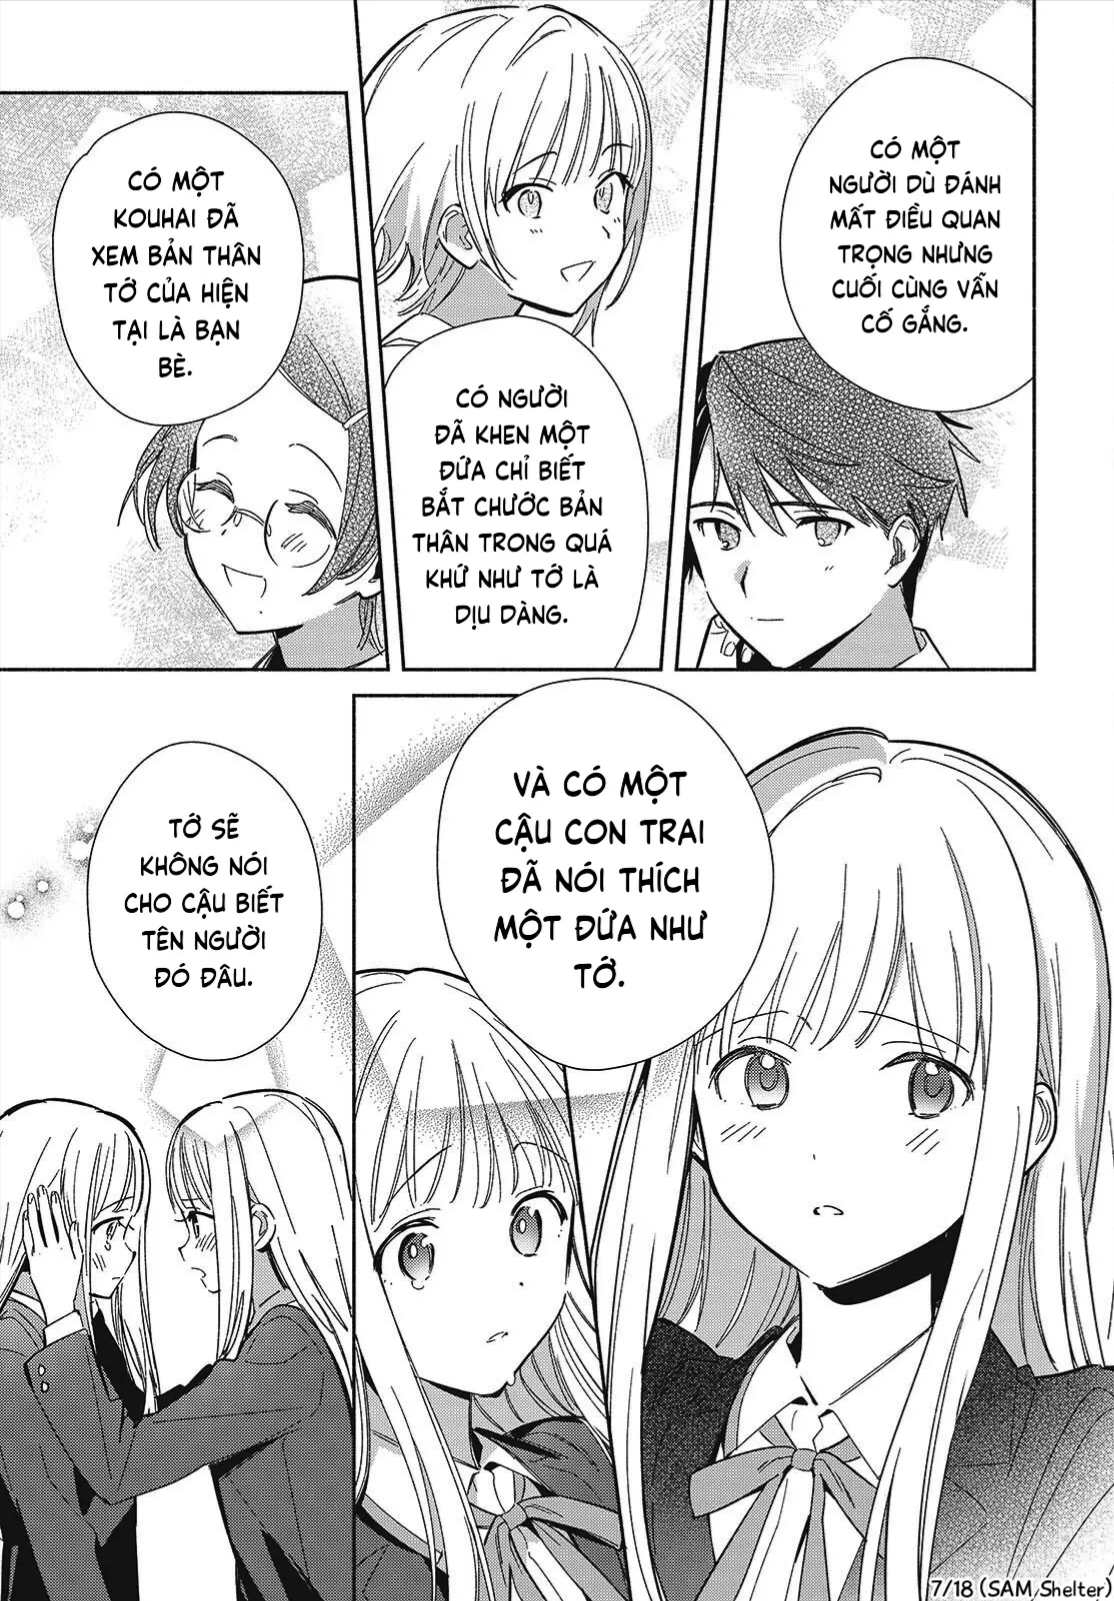 CÓ MỘT
NGƯỜI DÙ ĐÁNH
MẤT ĐIỀU QUAN
TRỌNG NHƯNG
CUỐI CÙNG VẪN
CỐ GẮNG.
CÓ NGƯỜI
ĐÃ KHEN MỘT
ĐỨA CHỈ BIẾT
BẮT CHƯỚC BẢN
THÂN TRONG QUÁ
KHỨ NHƯ TỚ LÀ
DỊU DÀNG.
CÓ MỘT
KOUHAI ĐÃ
XEM BẢN THÂN
TỚ CỦA HIỆN
TẠI LÀ BẠN
BÈ.
VÀ CÓ MỘT
CẬU CON TRAI
ĐÃ NÓI THÍCH
MỘT ĐỨA NHƯ
TỚ.
TỚ SẼ
KHÔNG NÓI
CHO CẬU BIẾT
TÊN NGƯỜI
ĐÓ ĐÂU.
7/18 (SAM Shelter)